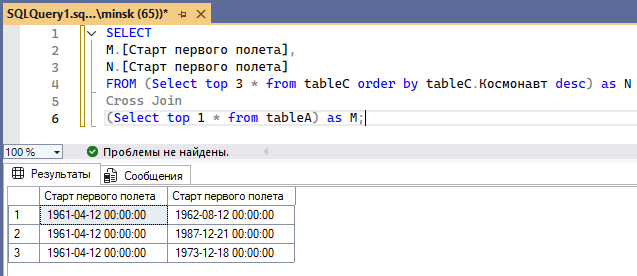 SQLQuery1.sq...\minsk (65))*
1 SELECT
2 M.[Старт первого полета],
3 N.[Старт первого полета]
4 FROM (Select top 3 * from tableC order by tableC.Космонавт desc) as N
5 Cross Join
6 (Select top 1 * from tableA) as M;
100 % Проблемы не найдены.
Результаты Сообщения
Старт первого полета Старт первого полета
1 1961-04-12 00:00:00 1962-08-12 00:00:00
2 1961-04-12 00:00:00 1987-12-21 00:00:00
3 1961-04-12 00:00:00 1973-12-18 00:00:00